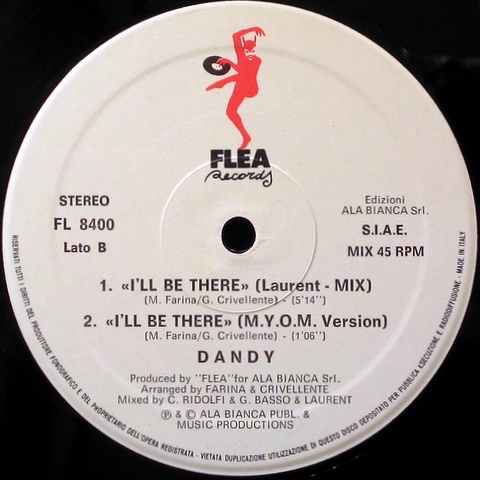 FLEA
Records
STEREO
FL 8400
Lato B
Edizioni
ALA BIANCA Srl.
S.I.A.E.
MIX 45 RPM
1. «I'LL BE THERE» (Laurent - MIX)
(M. Farina/G. Crivellente) - (5'14'')
2. «I'LL BE THERE» (M.Y.O.M. Version)
(M. Farina/G. Crivellente) - (1'06'')
DANDY
Produced by "FLEA" for ALA BIANCA Srl.
Arranged by FARINA & CRIVELLENTE
Mixed by C. RIDOLFI & G. BASSO & LAURENT
℗ & © ALA BIANCA PUBL. &
MUSIC PRODUCTIONS
RISERVATI TUTTI I DIRITTI DEL PRODUTTORE FONOGRAFICO E DEL PROPRIETARIO DELL'OPERA REGISTRATA - VIETATA DUPLICAZIONE UTILIZZAZIONE DI QUESTO DISCO DEPOSITATO PER PUBBLICA ESECUZIONE E RADIODIFFUSIONE - MADE IN ITALY